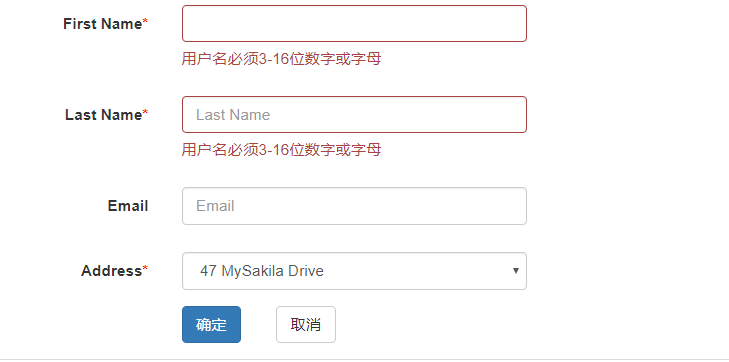 First Name*
用户名必须3-16位数字或字母
Last Name* Last Name
用户名必须3-16位数字或字母
Email Email
Address* 47 MySakila Drive
确定 取消